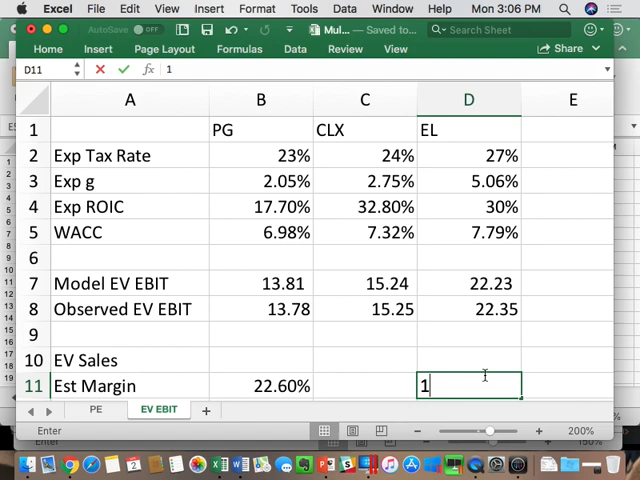 Excel File Edit View Insert Format Tools Data Window Help Mon 3:06 PM
AutoSave OFF Mul... — Saved to... Search Sheet
Home Insert Page Layout Formulas Data Review View Share
D11 fx 1
A B C D E
1 PG CLX EL
2 Exp Tax Rate 23% 24% 27%
3 Exp g 2.05% 2.75% 5.06%
4 Exp ROIC 17.70% 32.80% 30%
5 WACC 6.98% 7.32% 7.79%
6
7 Model EV EBIT 13.81 15.24 22.23
8 Observed EV EBIT 13.78 15.25 22.35
9
10 EV Sales
11 Est Margin 22.60% 1
PE EV EBIT +
Enter 200%